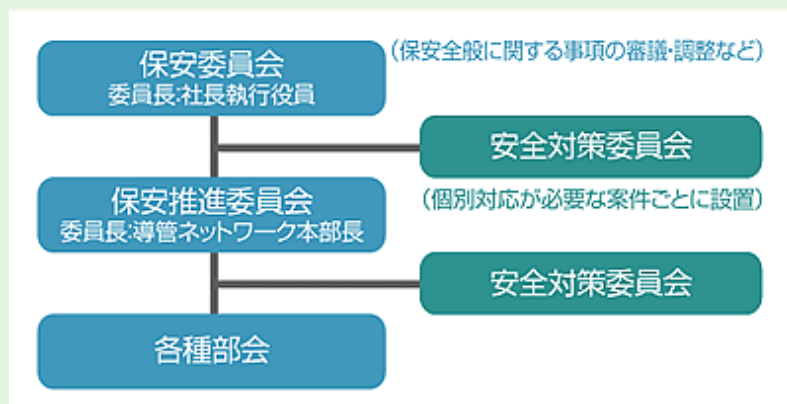 保安委員会
委員長:社長執行役員
(保安全般に関する事項の審議・調整など)
安全対策委員会
(個別対応が必要な案件ごとに設置)
保安推進委員会
委員長:導管ネットワーク本部長
安全対策委員会
各種部会